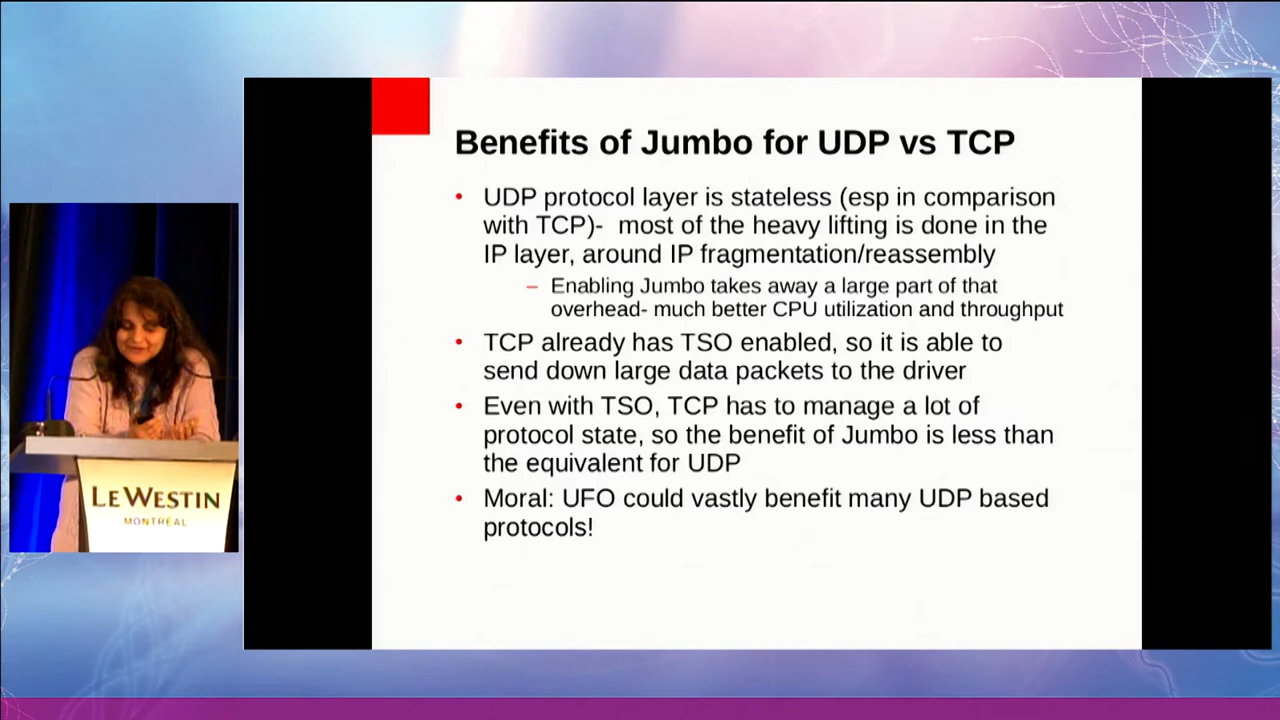 Benefits of Jumbo for UDP vs TCP
• UDP protocol layer is stateless (esp in comparison
with TCP)- most of the heavy lifting is done in the
IP layer, around IP fragmentation/reassembly
– Enabling Jumbo takes away a large part of that
overhead- much better CPU utilization and throughput
• TCP already has TSO enabled, so it is able to
send down large data packets to the driver
• Even with TSO, TCP has to manage a lot of
protocol state, so the benefit of Jumbo is less than
the equivalent for UDP
• Moral: UFO could vastly benefit many UDP based
protocols!
LE WESTIN
MONTRÉAL